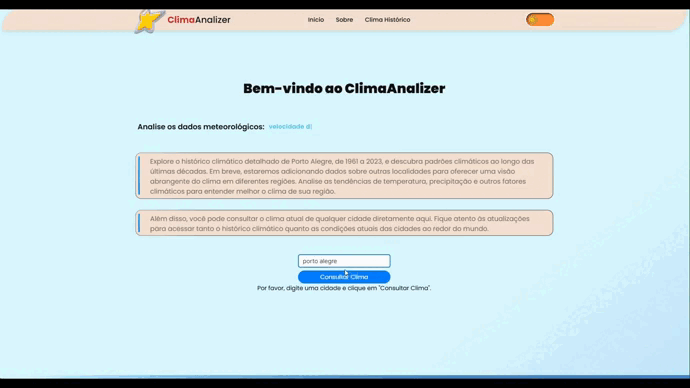 ClimaAnalizer
Início Sobre Clima Histórico
Bem-vindo ao ClimaAnalizer
Analise os dados meteorológicos: velocidade d|
Explore o histórico climático detalhado de Porto Alegre, de 1961 a 2023, e descubra padrões climáticos ao longo das
últimas décadas. Em breve, estaremos adicionando dados sobre outras localidades para oferecer uma visão
abrangente do clima em diferentes regiões. Analise as tendências de temperatura, precipitação e outros fatores
climáticos para entender melhor o clima de sua região.
Além disso, você pode consultar o clima atual de qualquer cidade diretamente aqui. Fique atento às atualizações
para acessar tanto o histórico climático quanto as condições atuais das cidades ao redor do mundo.
porto alegre
Consultar Clima
Por favor, digite uma cidade e clique em "Consultar Clima".